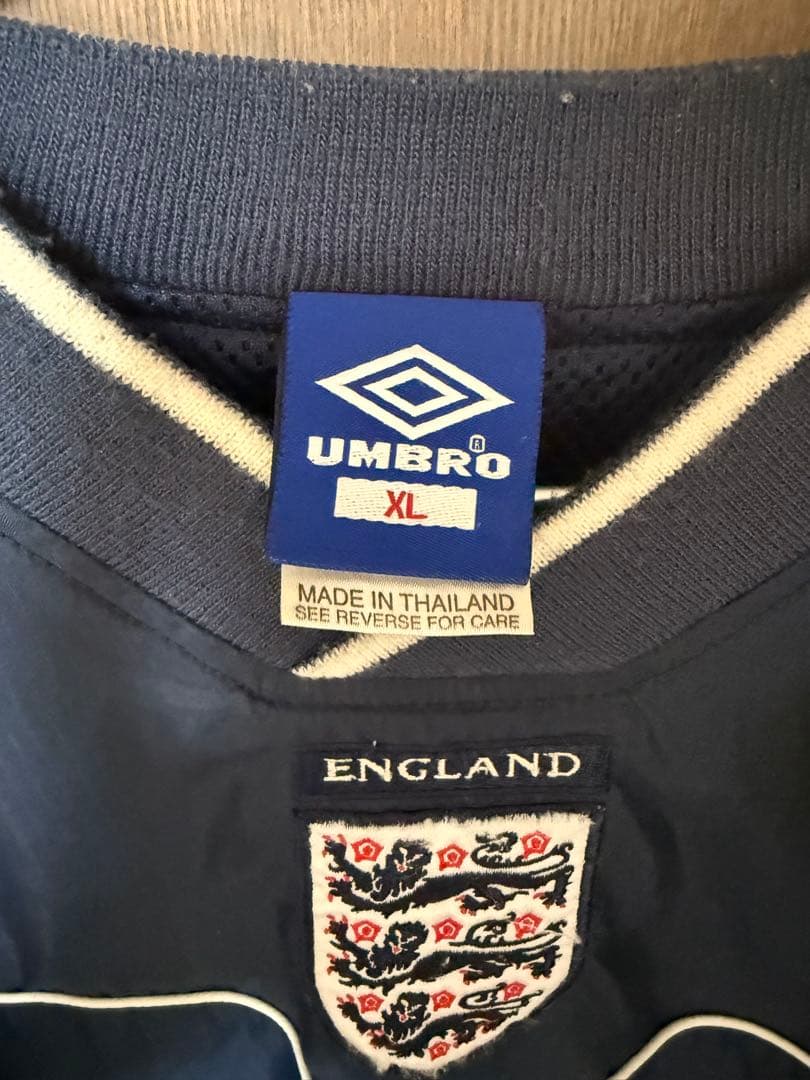 UMBRO®
XL
MADE IN THAILAND
SEE REVERSE FOR CARE
ENGLAND